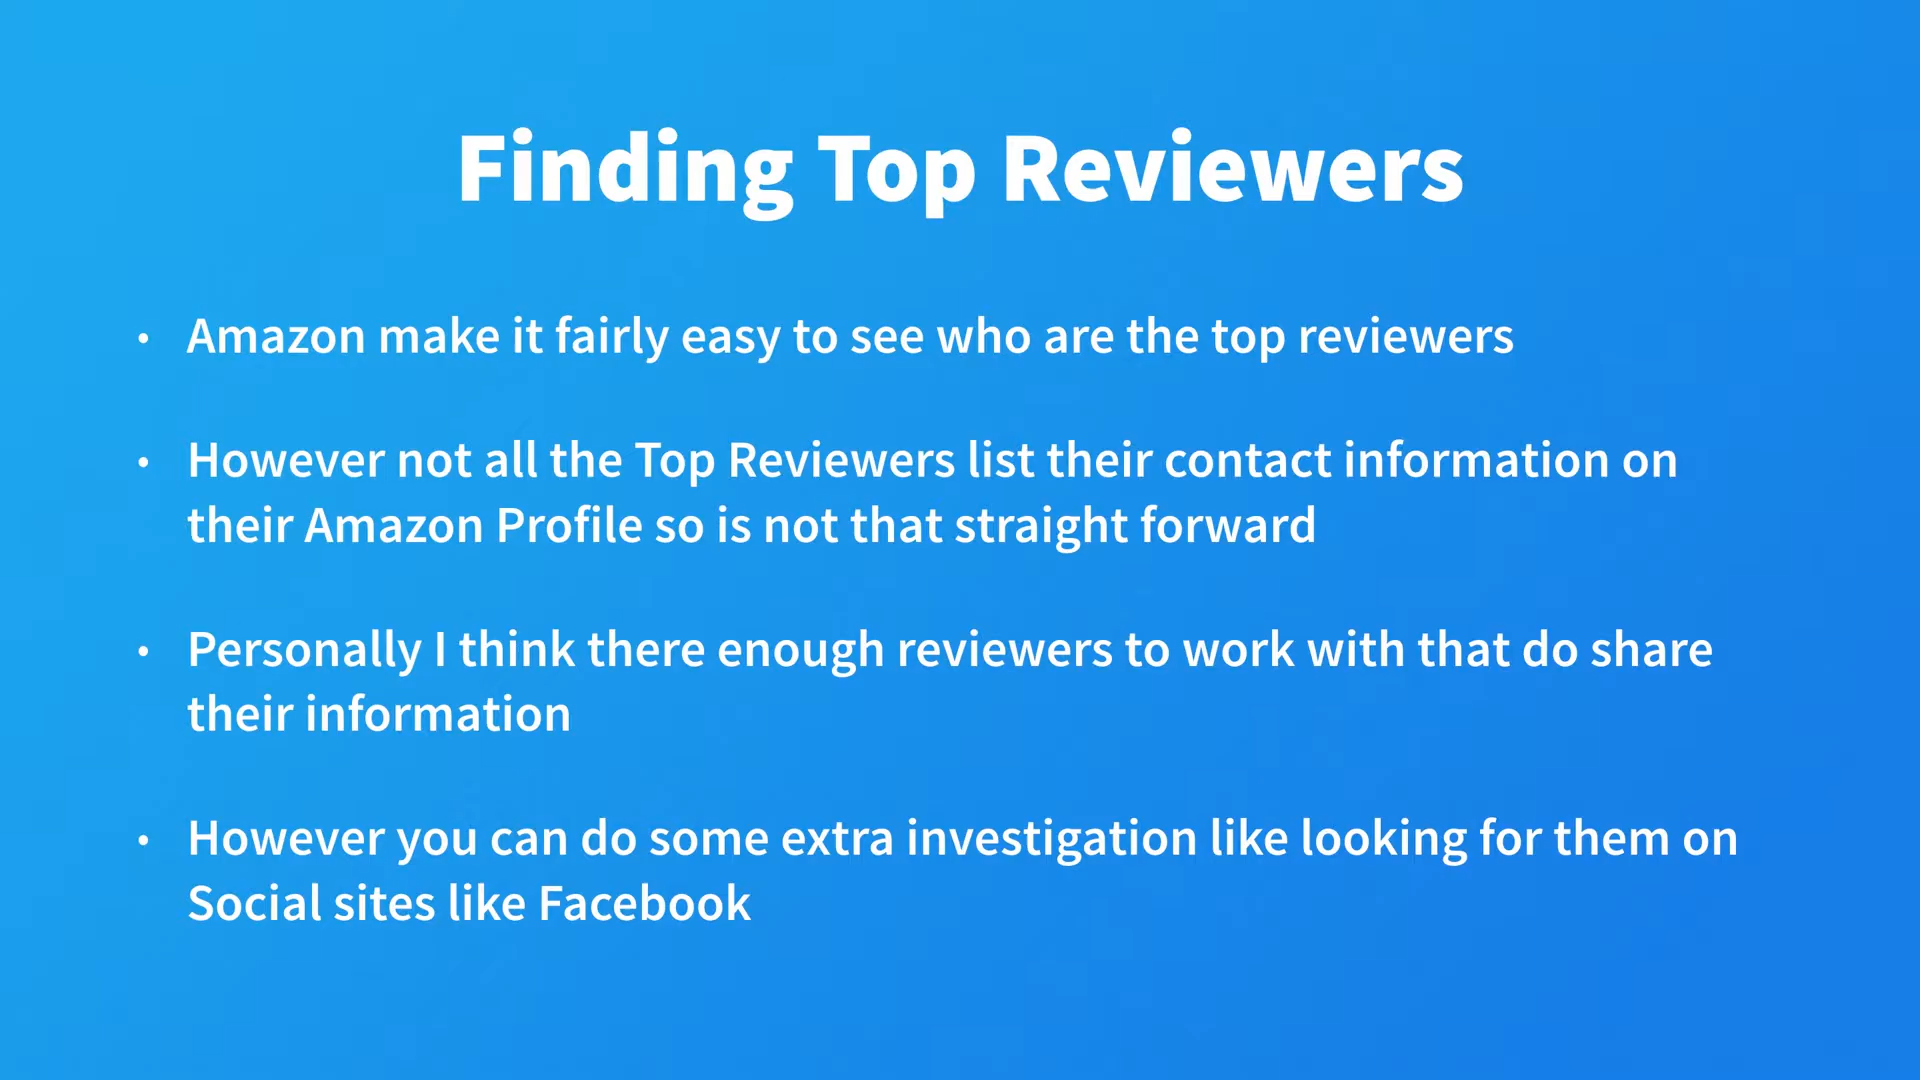 Finding Top Reviewers
• Amazon make it fairly easy to see who are the top reviewers
• However not all the Top Reviewers list their contact information on
their Amazon Profile so is not that straight forward
• Personally I think there enough reviewers to work with that do share
their information
• However you can do some extra investigation like looking for them on
Social sites like Facebook